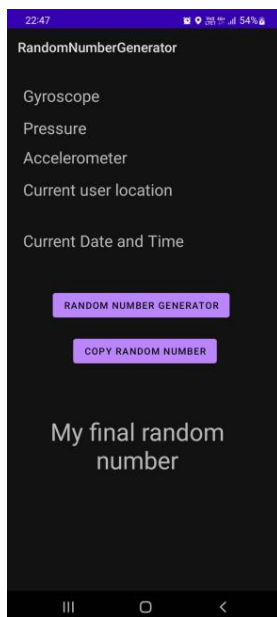 22:47 54%
RandomNumberGenerator
Gyroscope
Pressure
Accelerometer
Current user location
Current Date and Time
RANDOM NUMBER GENERATOR
COPY RANDOM NUMBER
My final random
number